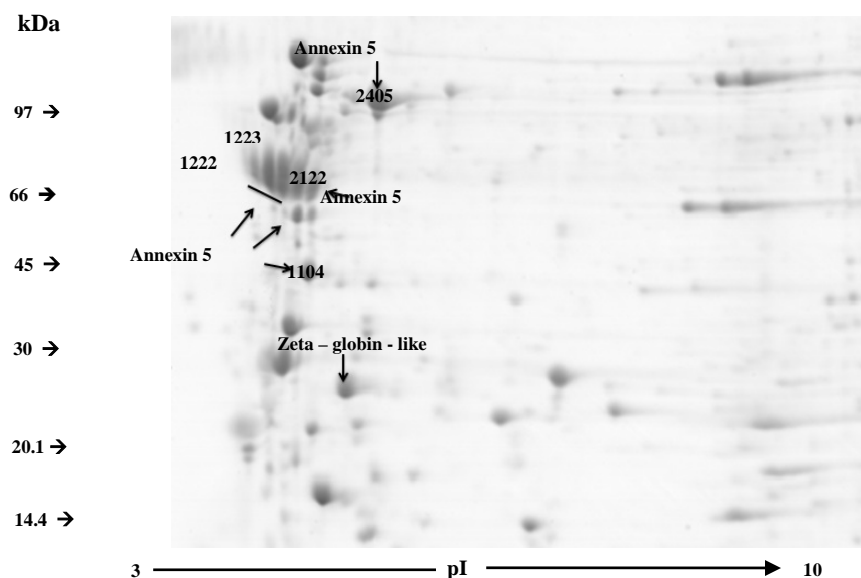 kDa
Annexin 5
2405
97 →
1223
1222
2122
66 →
Annexin 5
Annexin 5
45 →
1104
30 →
Zeta – globin - like
20.1 →
14.4 →
3 pI 10